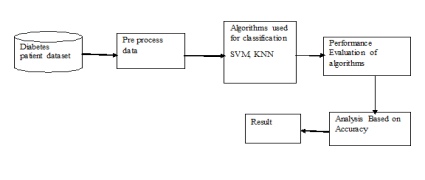 Diabetes
patient dataset
Pre process
data
Algorithms used
for classification
SVM, KNN
Performance
Evaluation of
algorithms
Analysis Based on
Accuracy
Result